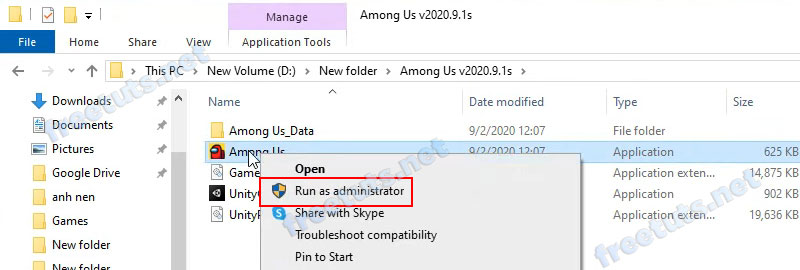 Manage
Among Us v2020.9.1s
File
Home
Share
View
Application Tools
This PC > New Volume (D:) > New folder > Among Us v2020.9.1s >
Downloads
Documents
Pictures
Google Drive
anh nen
Games
New folder
New folder
Name
Date modified
Type
Size
Among Us_Data
9/2/2020 12:07
File folder
Among Us
9/2/2020 12:07
Application
625 KB
Game
Application exten...
14,875 KB
Unity
Application
902 KB
UnityP
Application exten...
19,636 KB
Open
Run as administrator
Share with Skype
Troubleshoot compatibility
Pin to Start
freetuts.net
freetuts.net
freetuts.net
freetuts.net